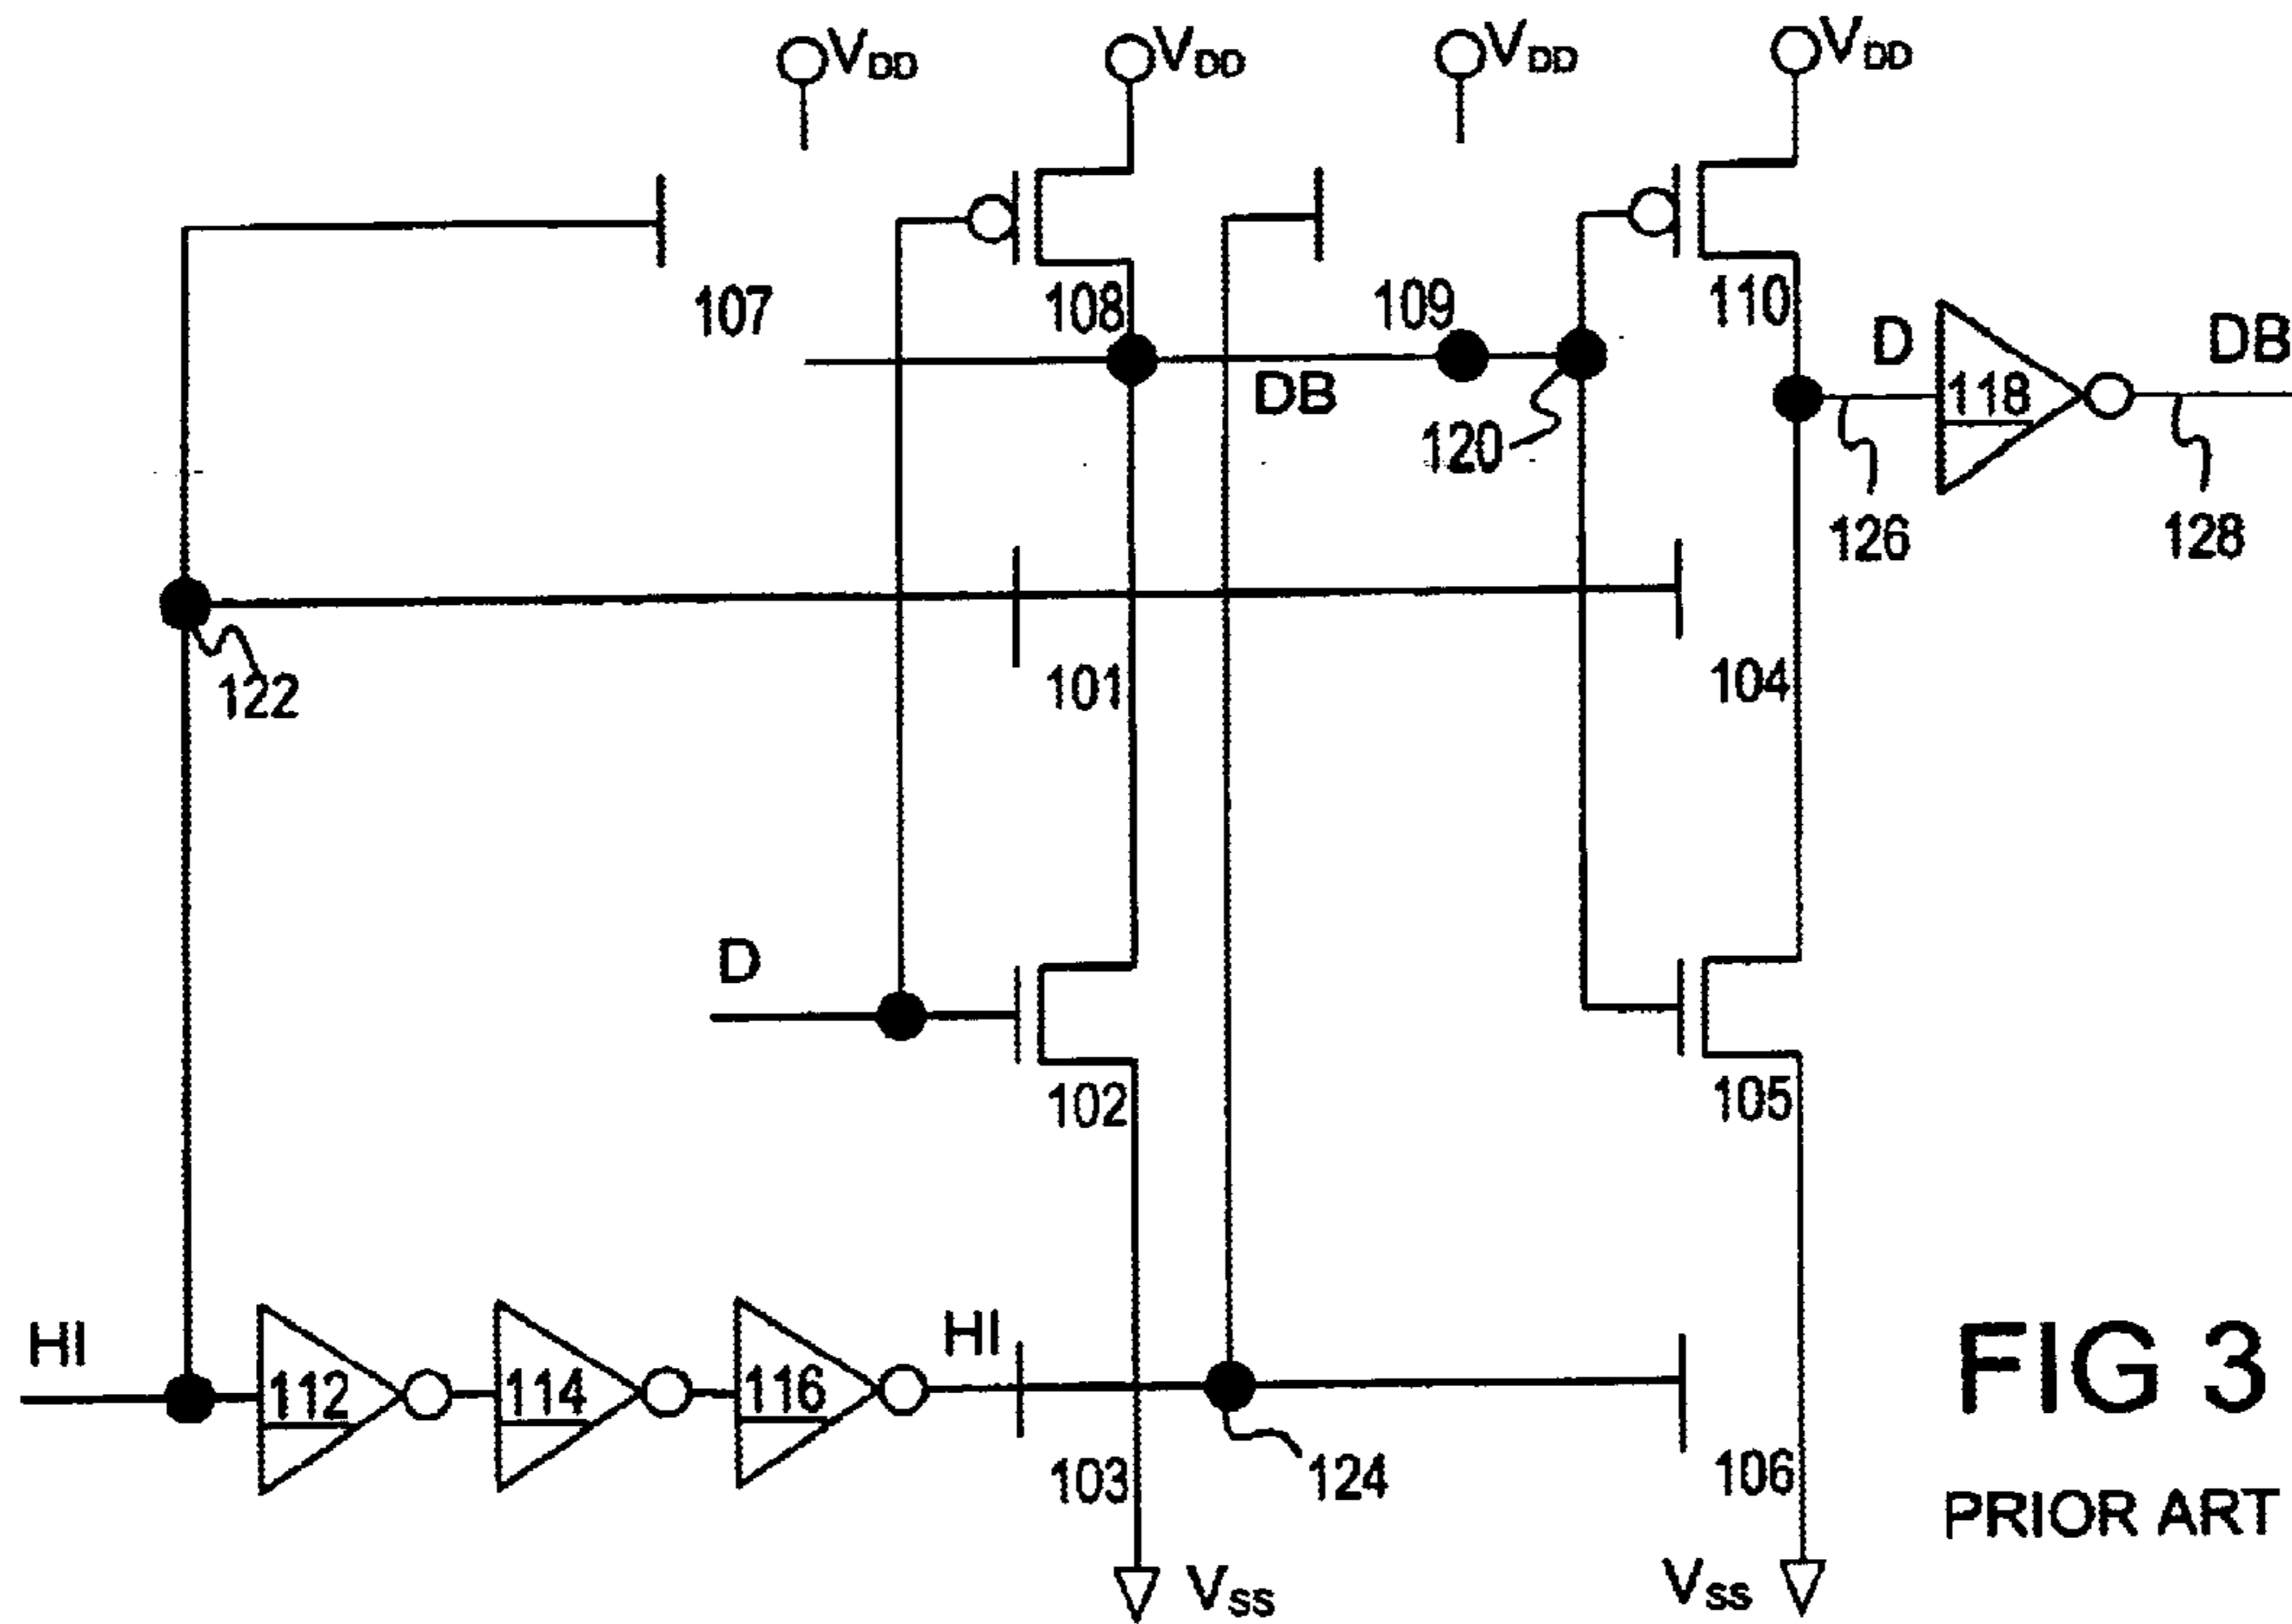 VDD VDD VDD VDD
107 108 109 110
D 118 DB
DB
120
126 128
122 101 104
D
102 105
HI 112 114 116 HI
103 124 106
VSS VSS
FIG 3
PRIOR ART